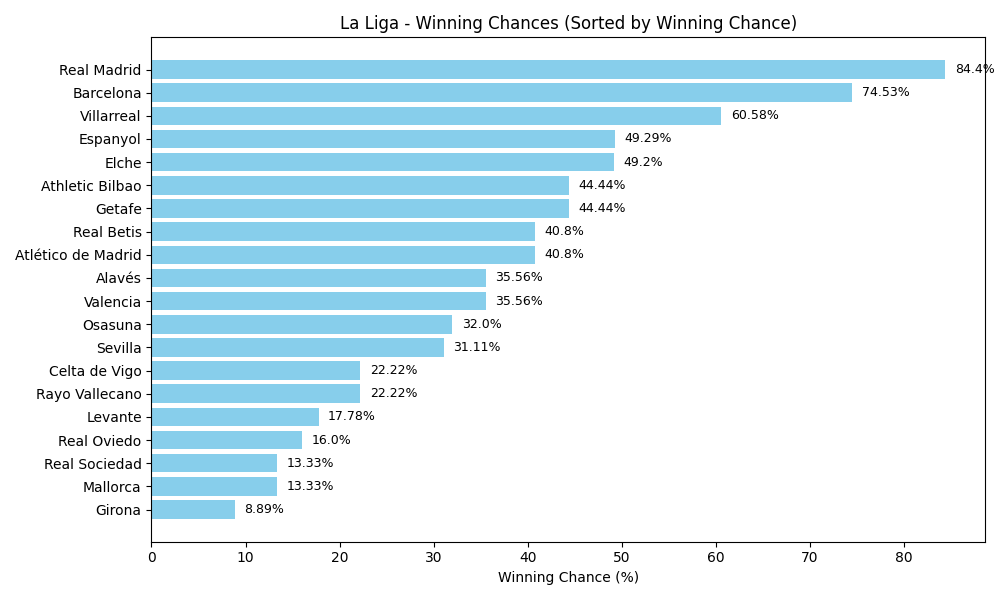 La Liga - Winning Chances (Sorted by Winning Chance)
Real Madrid 84.4%
Barcelona 74.53%
Villarreal 60.58%
Espanyol 49.29%
Elche 49.2%
Athletic Bilbao 44.44%
Getafe 44.44%
Real Betis 40.8%
Atlético de Madrid 40.8%
Alavés 35.56%
Valencia 35.56%
Osasuna 32.0%
Sevilla 31.11%
Celta de Vigo 22.22%
Rayo Vallecano 22.22%
Levante 17.78%
Real Oviedo 16.0%
Real Sociedad 13.33%
Mallorca 13.33%
Girona 8.89%
0 10 20 30 40 50 60 70 80
Winning Chance (%)